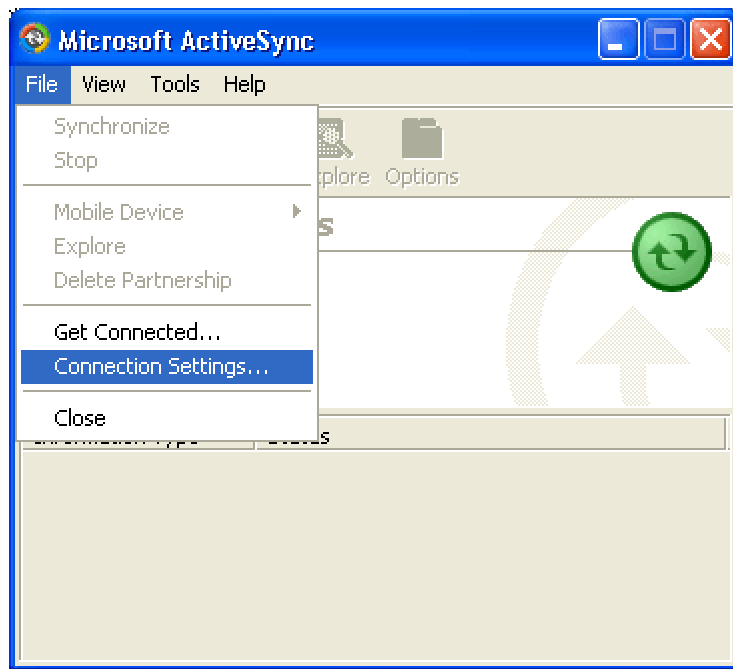 Microsoft ActiveSync
File View Tools Help
Synchronize
Stop
Mobile Device
Explore
Delete Partnership
Get Connected...
Connection Settings...
Close
Options